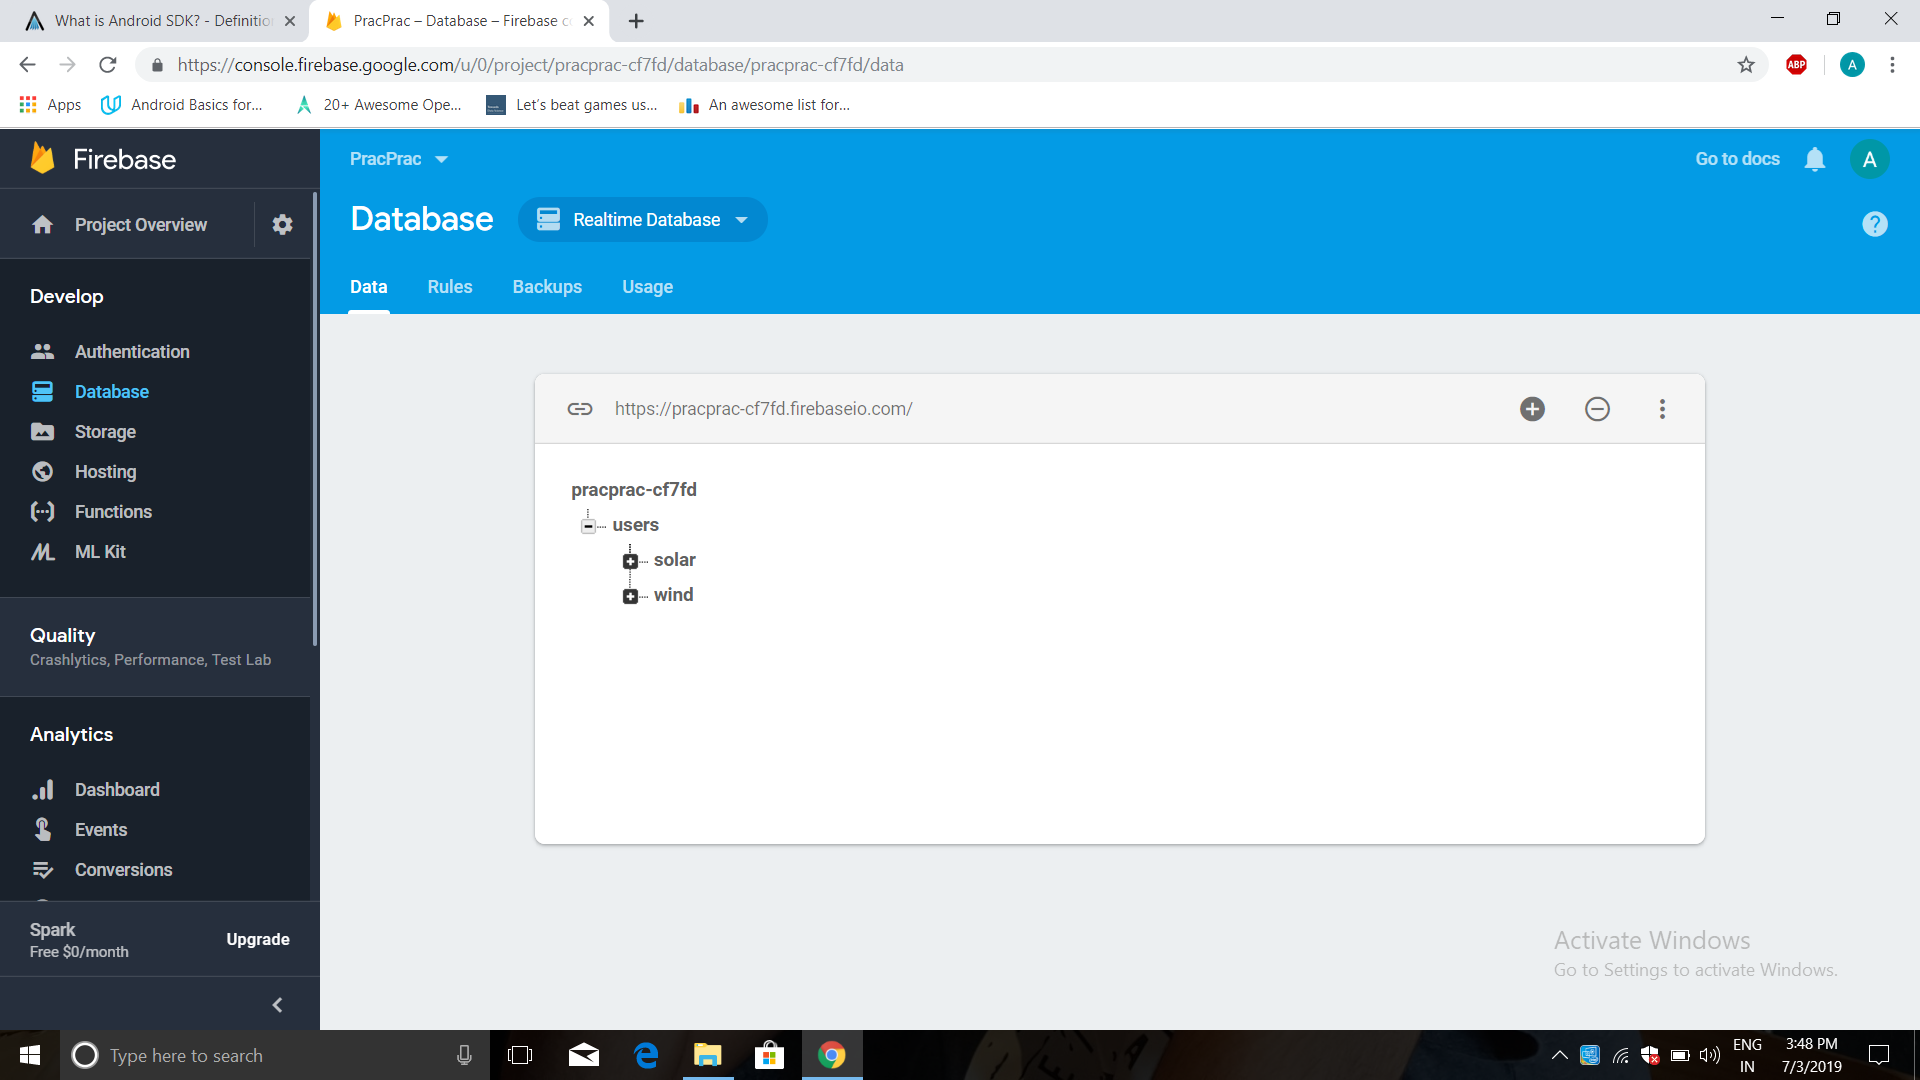 What is Android SDK? - Definitio
PracPrac – Database – Firebase c
https://console.firebase.google.com/u/0/project/pracprac-cf7fd/database/pracprac-cf7fd/data
ABP
A
Apps
Android Basics for...
20+ Awesome Ope...
Let's beat games us...
An awesome list for...
Firebase
PracPrac
Go to docs
A
Project Overview
Database
Realtime Database
?
Data
Rules
Backups
Usage
Develop
Authentication
Database
Storage
Hosting
Functions
ML Kit
https://pracprac-cf7fd.firebaseio.com/
pracprac-cf7fd
users
solar
wind
Quality
Crashlytics, Performance, Test Lab
Analytics
Dashboard
Events
Conversions
Spark
Free $0/month
Upgrade
Activate Windows
Go to Settings to activate Windows.
Type here to search
ENG
IN
3:48 PM
7/3/2019